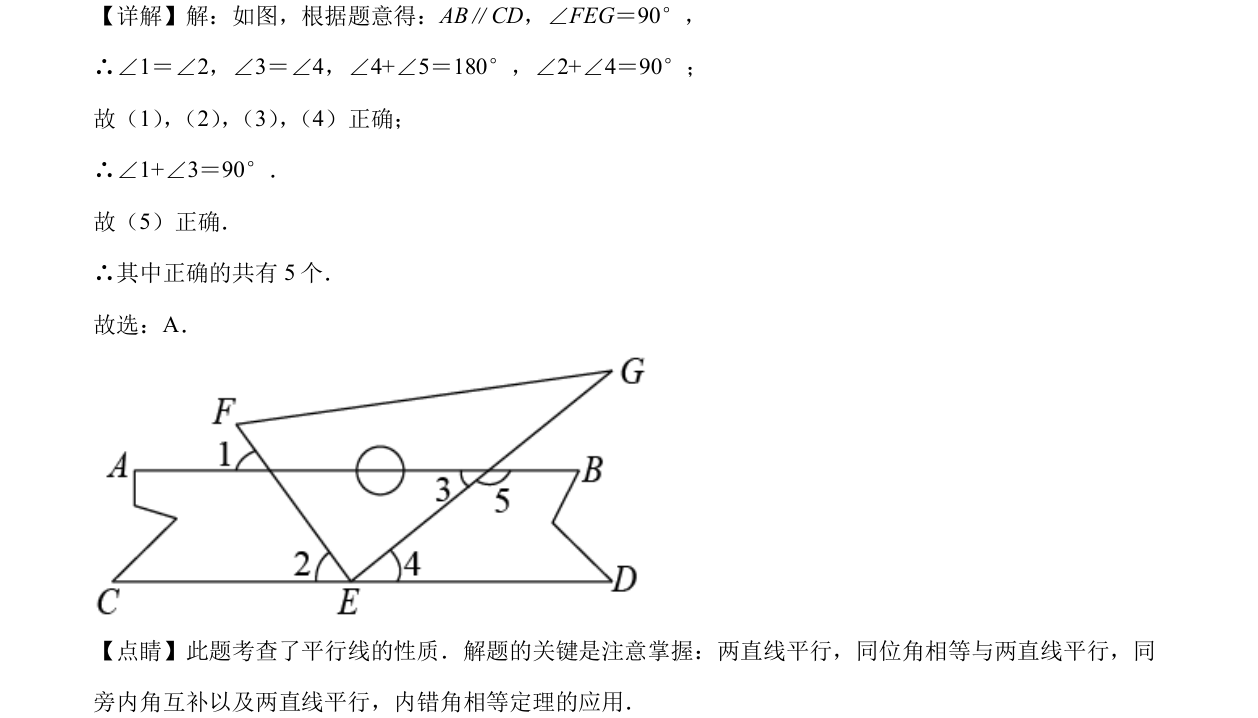 【详解】解：如图，根据题意得：AB∥CD，∠FEG＝90°，
∴∠1＝∠2，∠3＝∠4，∠4+∠5＝180°，∠2+∠4＝90°；
故（1），（2），（3），（4）正确；
∴∠1+∠3＝90°．
故（5）正确．
∴其中正确的共有 5 个．
故选：A．
G
F
1
A
B
3
5
2
4
D
C
E
【点睛】此题考查了平行线的性质．解题的关键是注意掌握：两直线平行，同位角相等与两直线平行，同
旁内角互补以及两直线平行，内错角相等定理的应用．